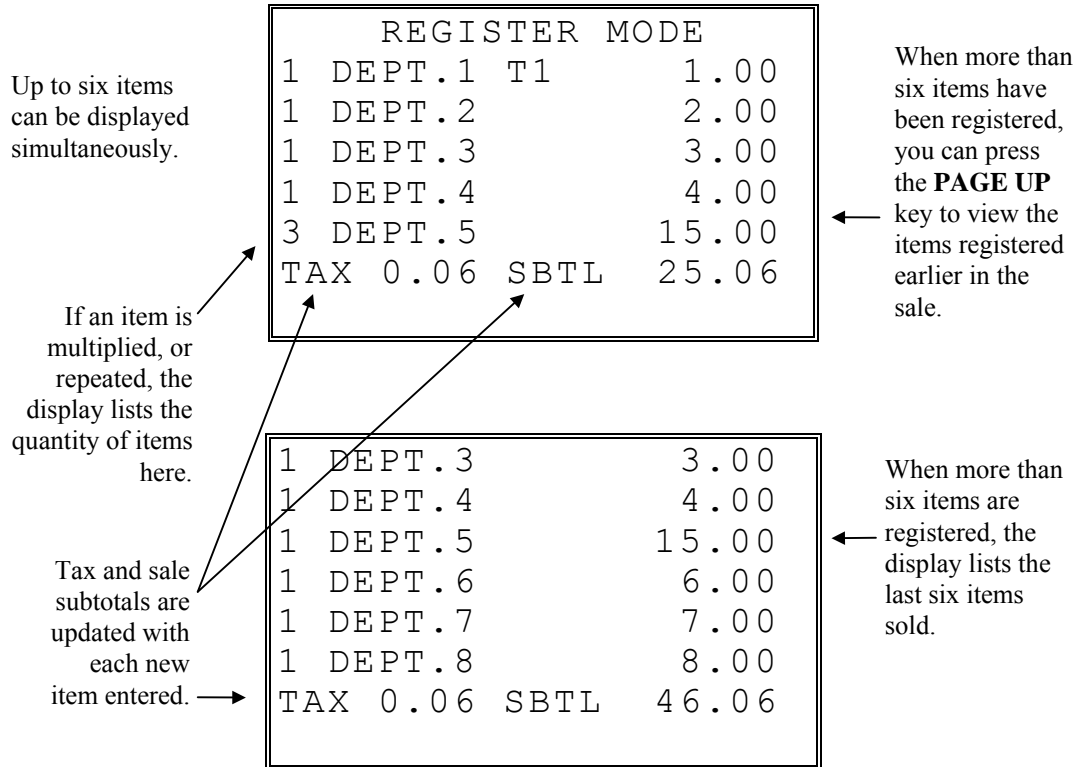 REGISTER MODE
1 DEPT.1 T1 1.00
1 DEPT.2 2.00
1 DEPT.3 3.00
1 DEPT.4 4.00
3 DEPT.5 15.00
TAX 0.06 SBTL 25.06
Up to six items
can be displayed
simultaneously.
When more than
six items have
been registered,
you can press
the PAGE UP
key to view the
items registered
earlier in the
sale.
If an item is
multiplied, or
repeated, the
display lists the
quantity of items
here.
1 DEPT.3 3.00
1 DEPT.4 4.00
1 DEPT.5 15.00
1 DEPT.6 6.00
1 DEPT.7 7.00
1 DEPT.8 8.00
TAX 0.06 SBTL 46.06
When more than
six items are
registered, the
display lists the
last six items
sold.
Tax and sale
subtotals are
updated with
each new
item entered.